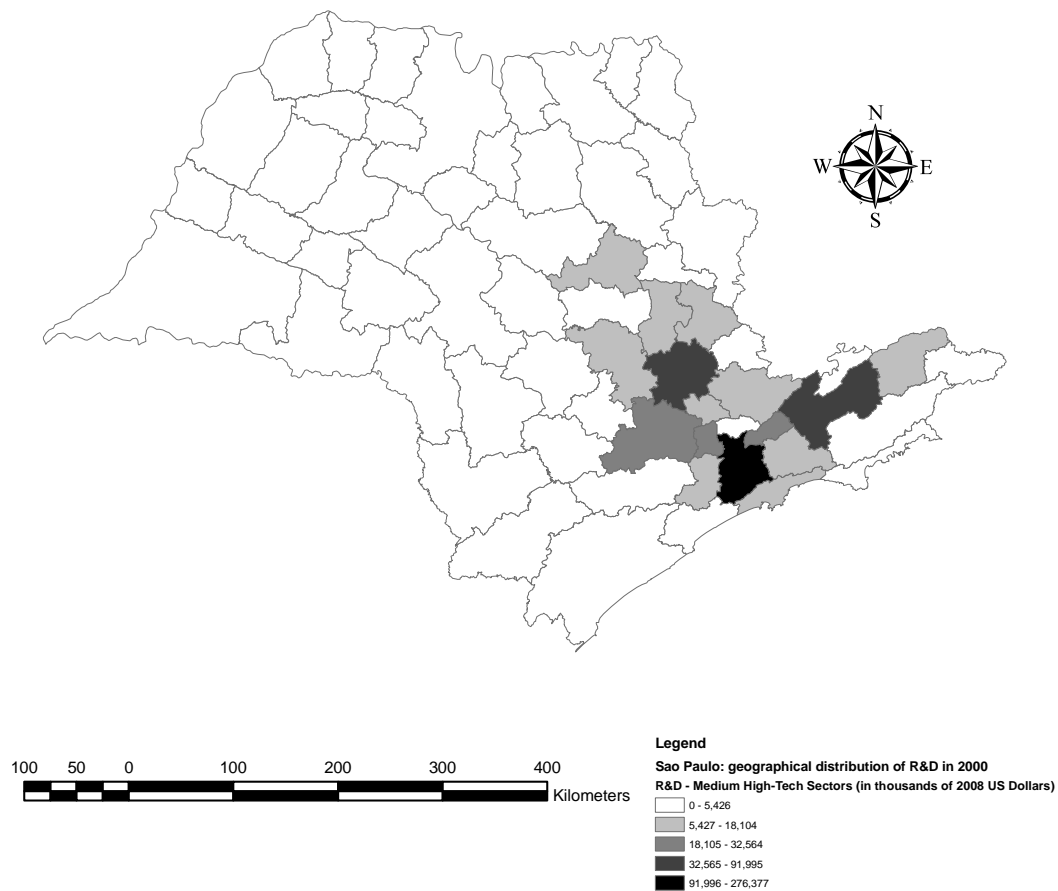 N
W E
S
100 50 0 100 200 300 400
Kilometers
Legend
Sao Paulo: geographical distribution of R&D in 2000
R&D - Medium High-Tech Sectors (in thousands of 2008 US Dollars)
0 - 5,426
5,427 - 18,104
18,105 - 32,564
32,565 - 91,995
91,996 - 276,377